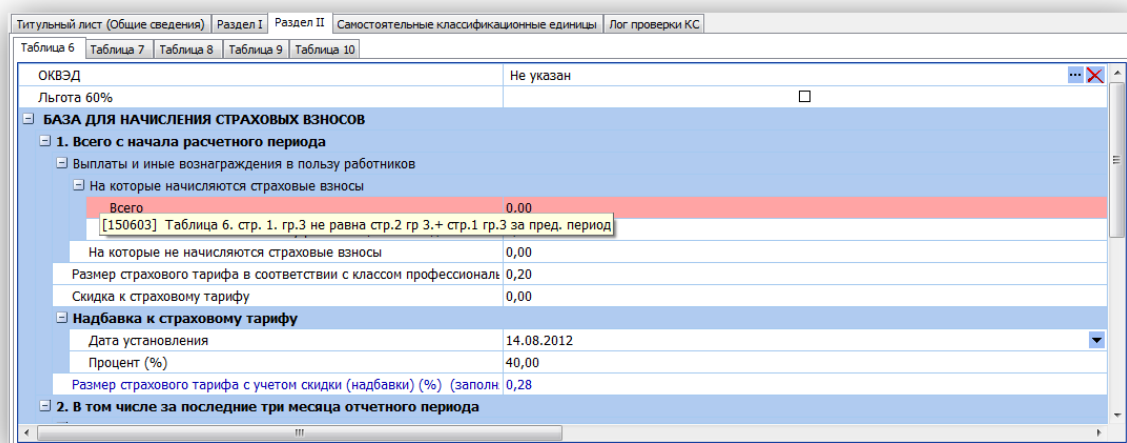 Титульный лист (Общие сведения) Раздел I Раздел II Самостоятельные классификационные единицы Лог проверки КС
Таблица 6 Таблица 7 Таблица 8 Таблица 9 Таблица 10
ОКВЭД Не указан
Льгота 60%
БАЗА ДЛЯ НАЧИСЛЕНИЯ СТРАХОВЫХ ВЗНОСОВ
1. Всего с начала расчетного периода
Выплаты и иные вознаграждения в пользу работников
На которые начисляются страховые взносы
Всего 0.00
[150603] Таблица 6. стр. 1. гр.3 не равна стр.2 гр 3.+ стр.1 гр.3 за пред. период
На которые не начисляются страховые взносы 0,00
Размер страхового тарифа в соответствии с классом профессиональ 0,20
Скидка к страховому тарифу 0,00
Надбавка к страховому тарифу
Дата установления 14.08.2012
Процент (%) 40,00
Размер страхового тарифа с учетом скидки (надбавки) (%) (заполн 0,28
2. В том числе за последние три месяца отчетного периода